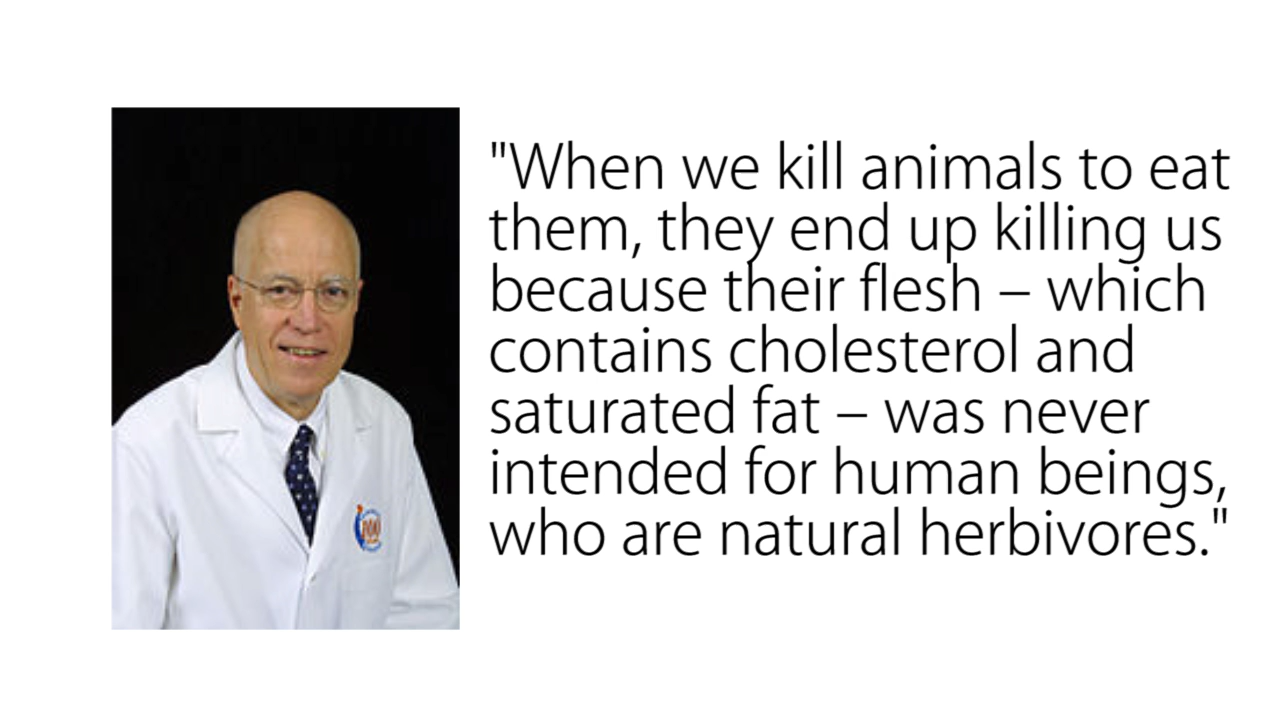 "When we kill animals to eat
them, they end up killing us
because their flesh – which
contains cholesterol and
saturated fat – was never
intended for human beings,
who are natural herbivores."